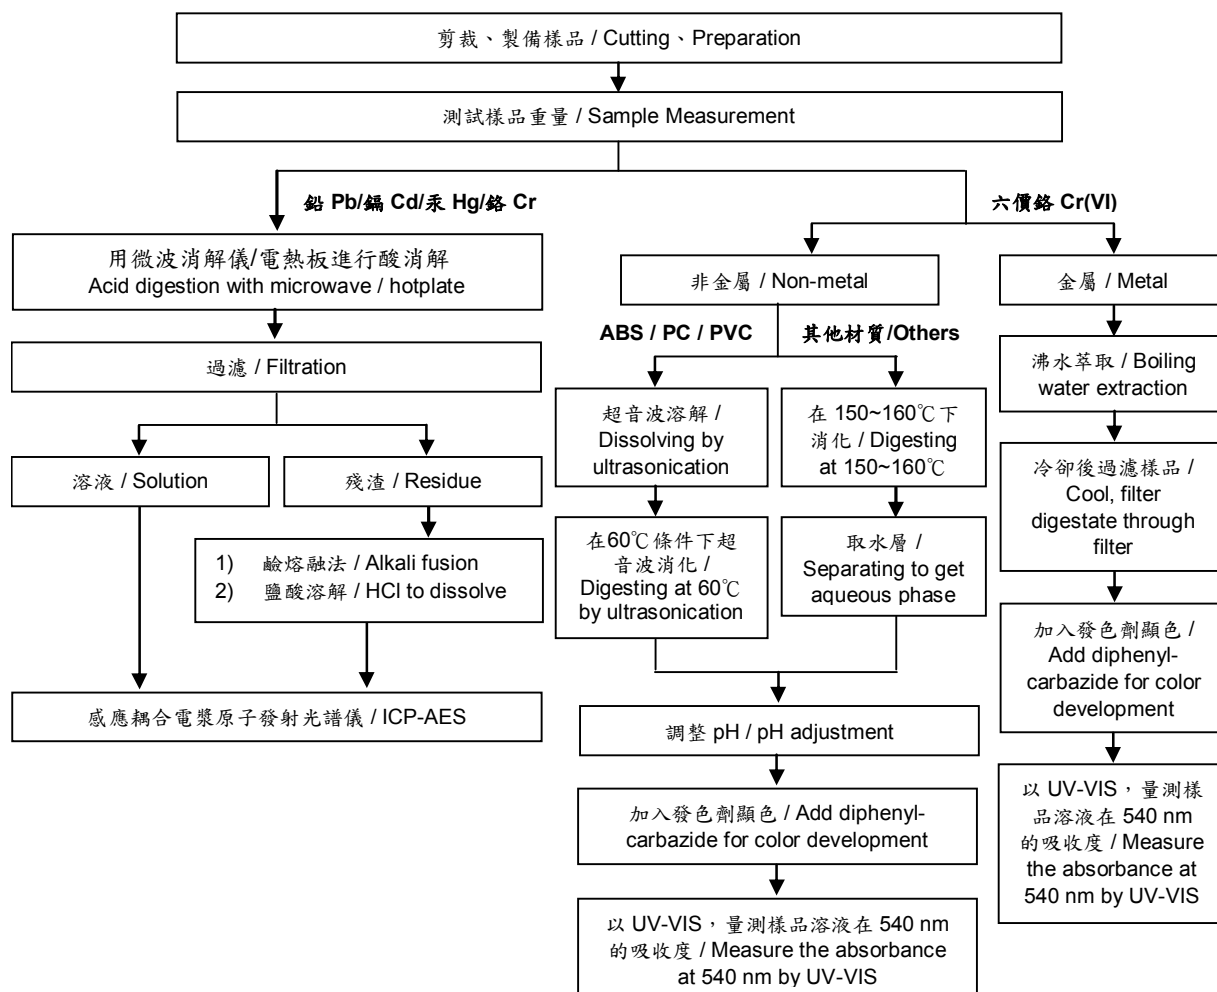 剪裁、製備樣品 / Cutting、Preparation
測試樣品重量 / Sample Measurement
鉛 Pb/鎘 Cd/汞 Hg/鉻 Cr
六價鉻 Cr(VI)
用微波消解儀/電熱板進行酸消解
Acid digestion with microwave / hotplate
過濾 / Filtration
溶液 / Solution
殘渣 / Residue
1) 鹼熔融法 / Alkali fusion
2) 鹽酸溶解 / HCl to dissolve
感應耦合電漿原子發射光譜儀 / ICP-AES
非金屬 / Non-metal
ABS / PC / PVC
其他材質/Others
超音波溶解 /
Dissolving by
ultrasonication
在60℃條件下超
音波消化 /
Digesting at 60℃
by ultrasonication
在 150~160℃下
消化 / Digesting
at 150~160℃
取水層 /
Separating to get
aqueous phase
調整 pH / pH adjustment
加入發色劑顯色 / Add diphenyl-
carbazide for color development
以 UV-VIS，量測樣品溶液在 540 nm
的吸收度 / Measure the absorbance
at 540 nm by UV-VIS
金屬 / Metal
沸水萃取 / Boiling
water extraction
冷卻後過濾樣品 /
Cool, filter
digestate through
filter
加入發色劑顯色 /
Add diphenyl-
carbazide for color
development
以 UV-VIS，量測樣
品溶液在 540 nm
的吸收度 / Measure
the absorbance at
540 nm by UV-VIS